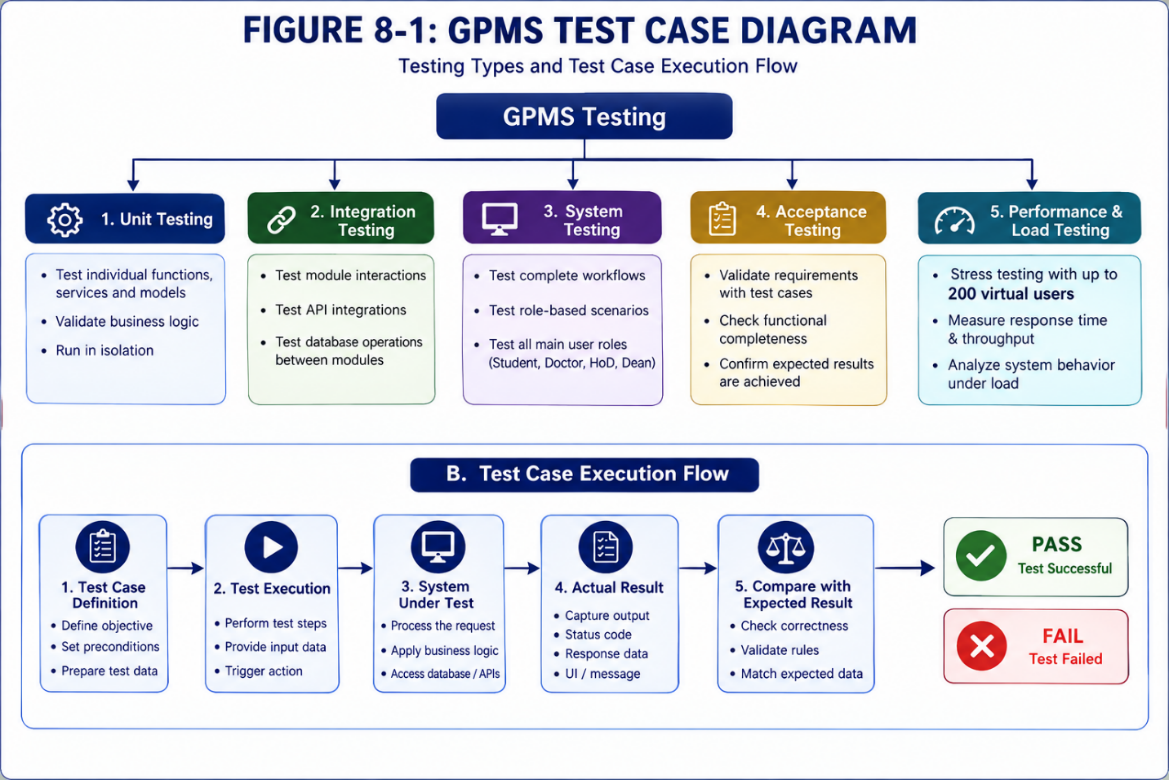 FIGURE 8-1: GPMS TEST CASE DIAGRAM
Testing Types and Test Case Execution Flow
GPMS Testing
1. Unit Testing
• Test individual functions,
services and models
• Validate business logic
• Run in isolation
2. Integration
Testing
• Test module interactions
• Test API integrations
• Test database operations
between modules
3. System
Testing
• Test complete workflows
• Test role-based scenarios
• Test all main user roles
(Student, Doctor, HoD, Dean)
4. Acceptance
Testing
• Validate requirements
with test cases
• Check functional
completeness
• Confirm expected results
are achieved
5. Performance &
Load Testing
• Stress testing with up to
200 virtual users
• Measure response time
& throughput
• Analyze system behavior
under load
B. Test Case Execution Flow
1. Test Case
Definition
• Define objective
• Set preconditions
• Prepare test data
2. Test Execution
• Perform test steps
• Provide input data
• Trigger action
3. System
Under Test
• Process the request
• Apply business logic
• Access database / APIs
4. Actual Result
• Capture output
• Status code
• Response data
• UI / message
5. Compare with
Expected Result
• Check correctness
• Validate rules
• Match expected data
PASS
Test Successful
FAIL
Test Failed